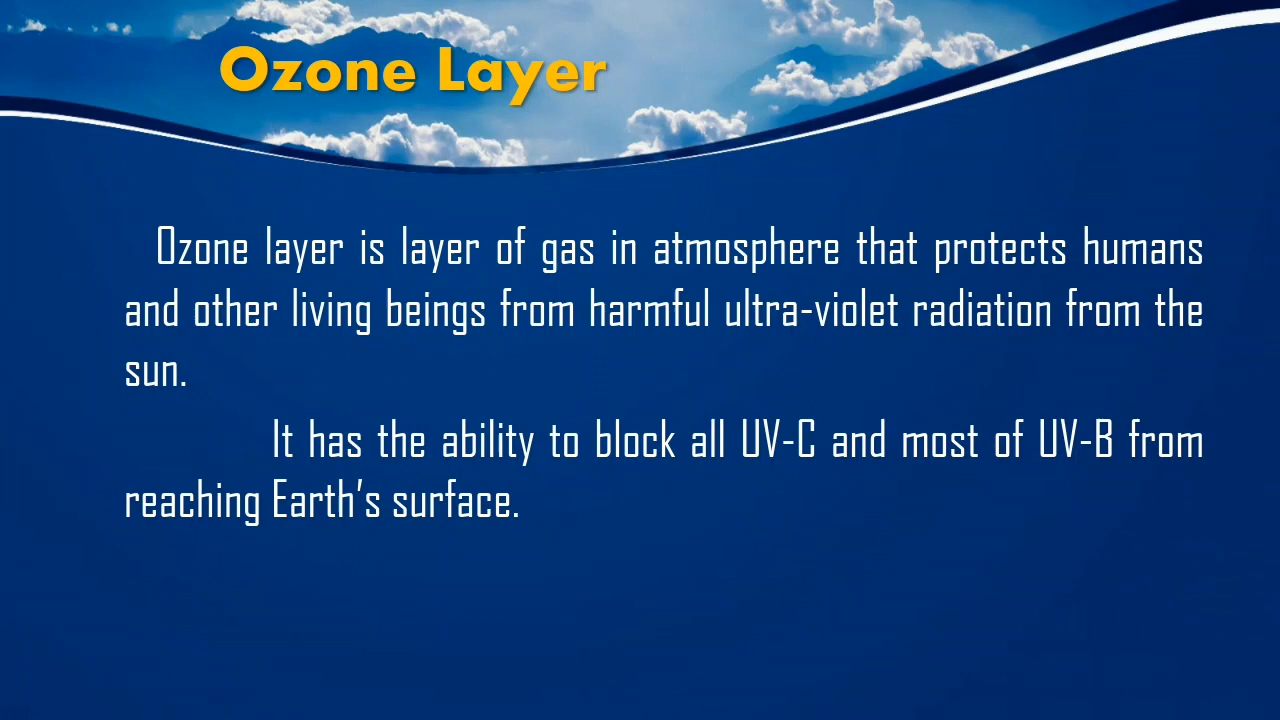 Ozone Layer
Ozone layer is layer of gas in atmosphere that protects humans
and other living beings from harmful ultra-violet radiation from the
sun.
It has the ability to block all UV-C and most of UV-B from
reaching Earth’s surface.